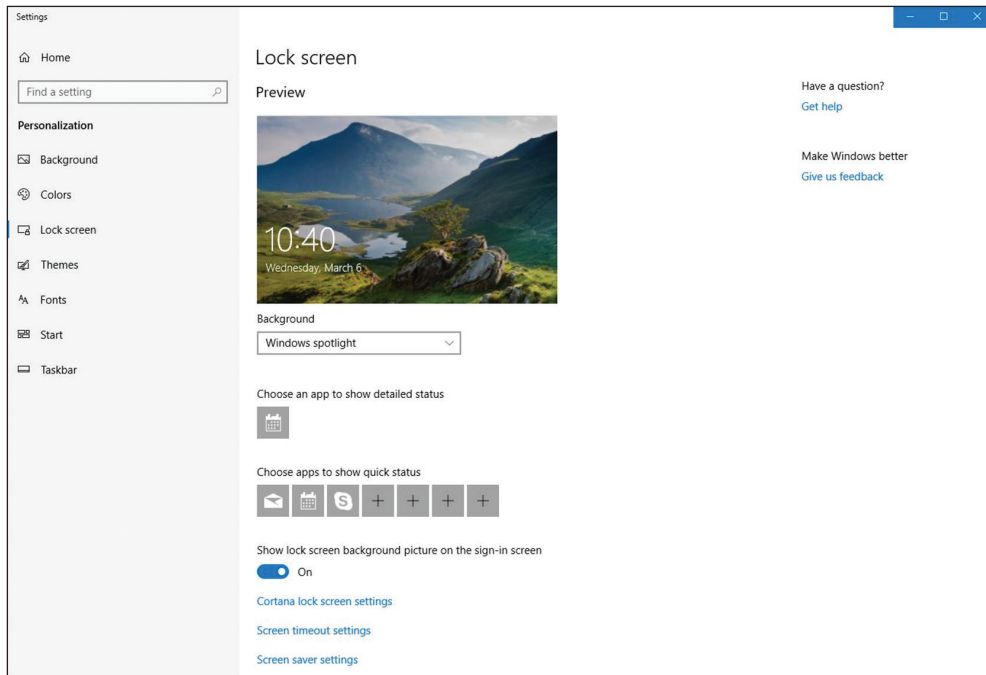 Settings
Home
Find a setting
Personalization
Background
Colors
Lock screen
Themes
Fonts
Start
Taskbar
Lock screen
Preview
10:40
Wednesday, March 6
Background
Windows spotlight
Choose an app to show detailed status
Choose apps to show quick status
Show lock screen background picture on the sign-in screen
On
Cortana lock screen settings
Screen timeout settings
Screen saver settings
Have a question?
Get help
Make Windows better
Give us feedback